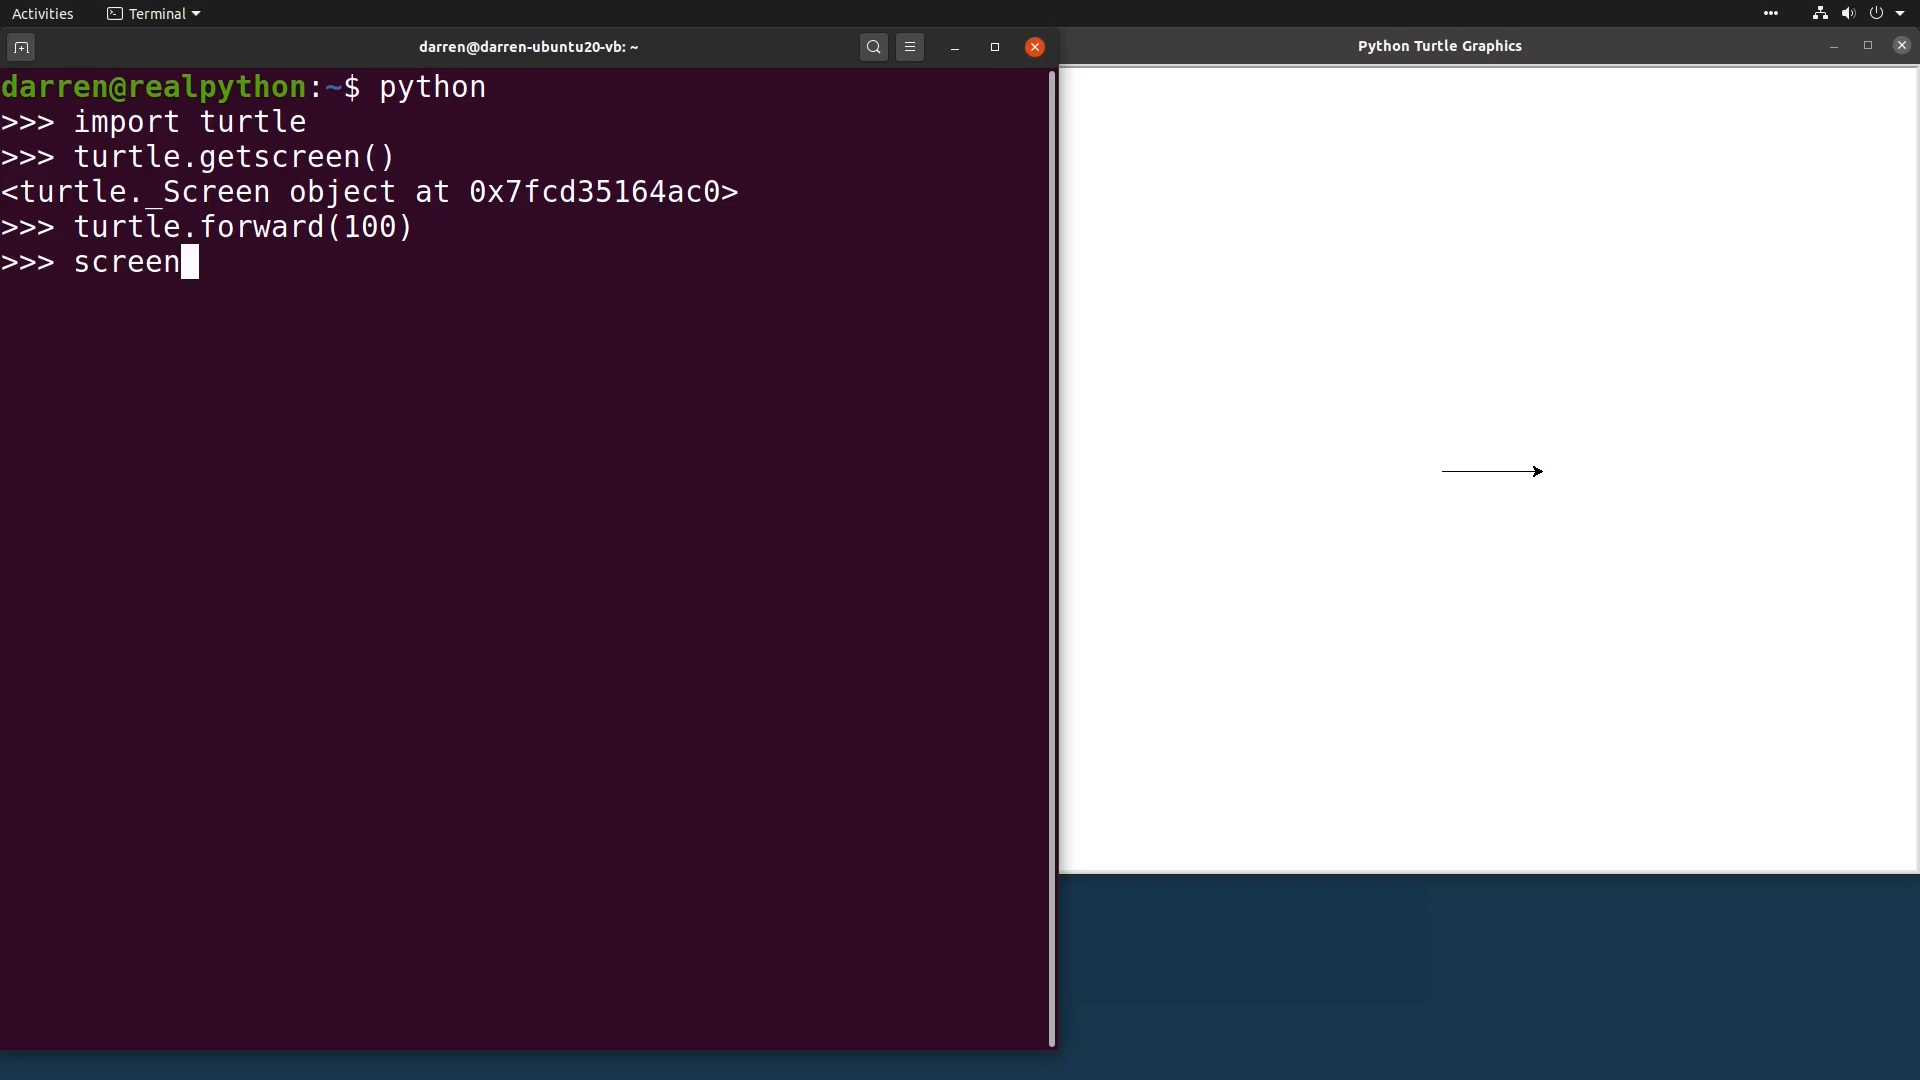 Activities
Terminal
darren@darren-ubuntu20-vb: ~
Python Turtle Graphics
darren@realpython:~$ python
>>> import turtle
>>> turtle.getscreen()
<turtle._Screen object at 0x7fcd35164ac0>
>>> turtle.forward(100)
>>> screen